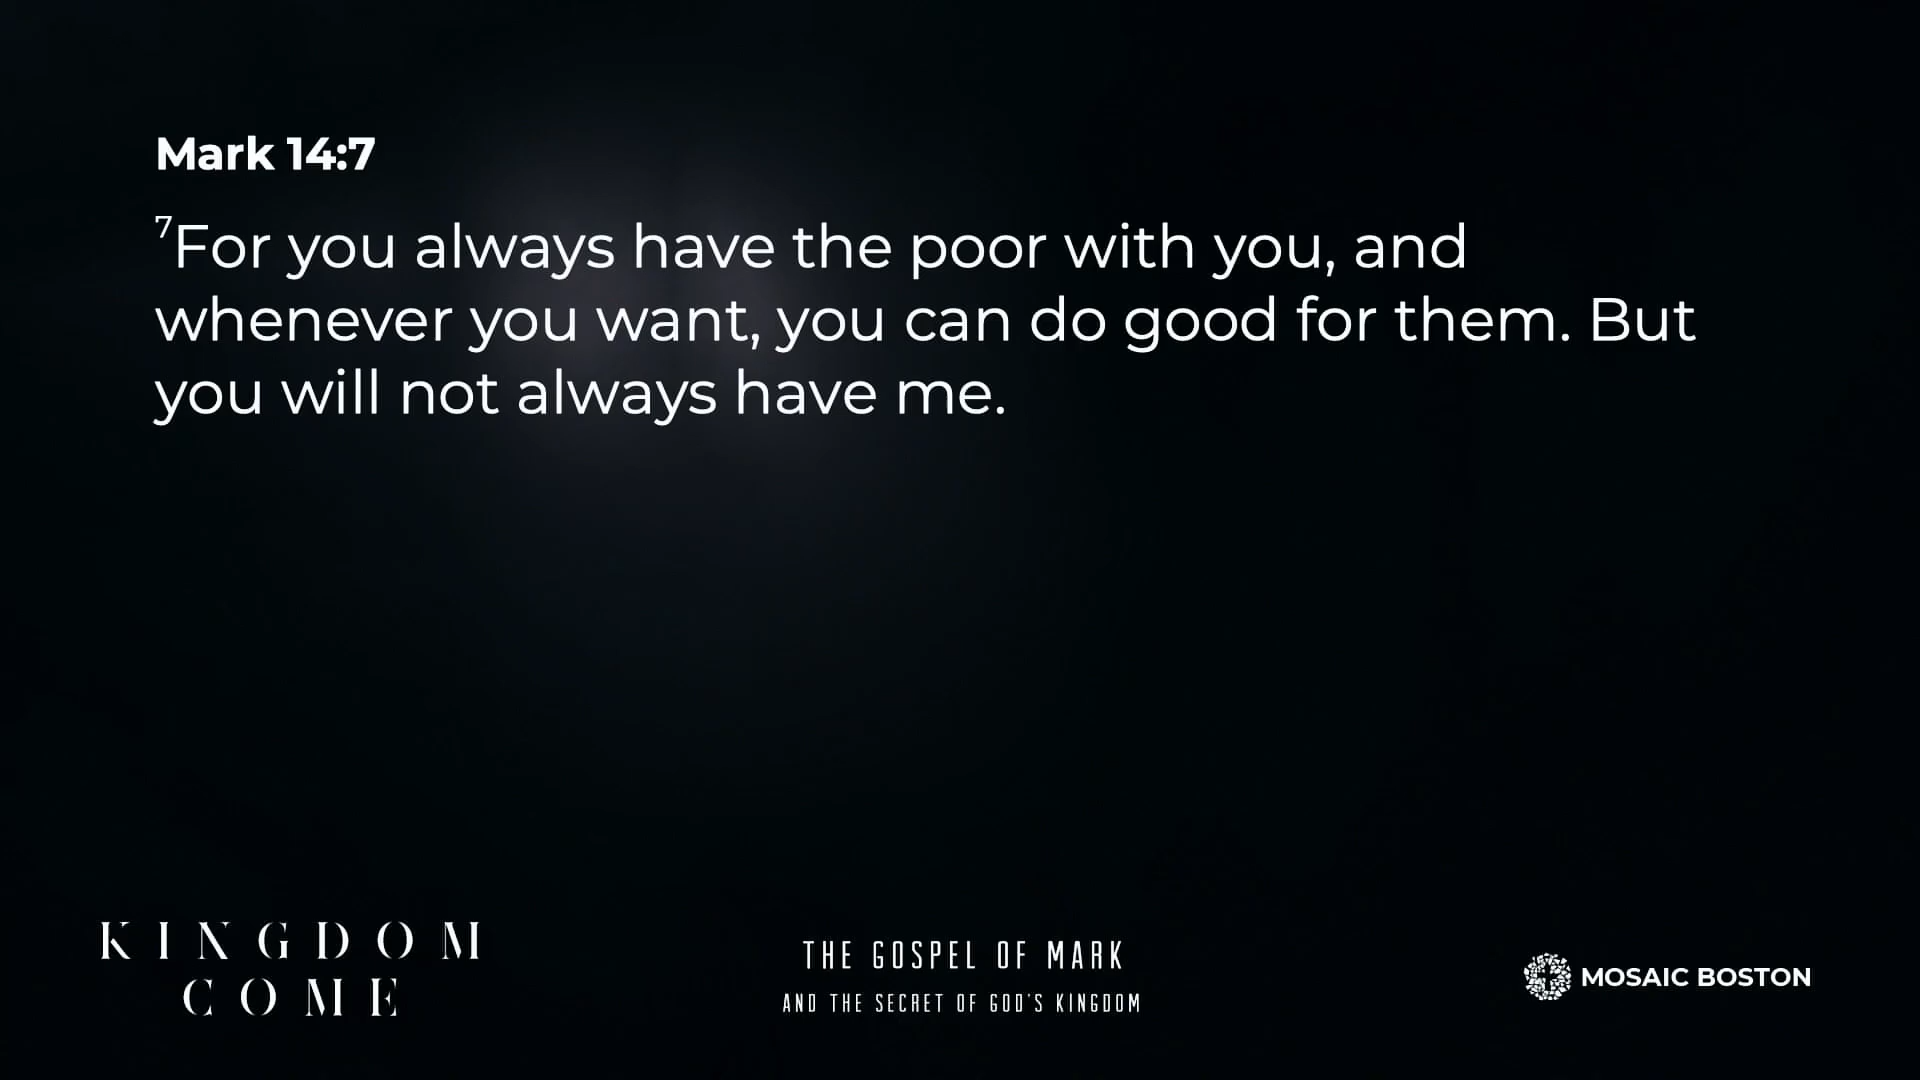 Mark 14:7
⁷For you always have the poor with you, and
whenever you want, you can do good for them. But
you will not always have me.
KINGDOM
COME
THE GOSPEL OF MARK
AND THE SECRET OF GOD'S KINGDOM
MOSAIC BOSTON